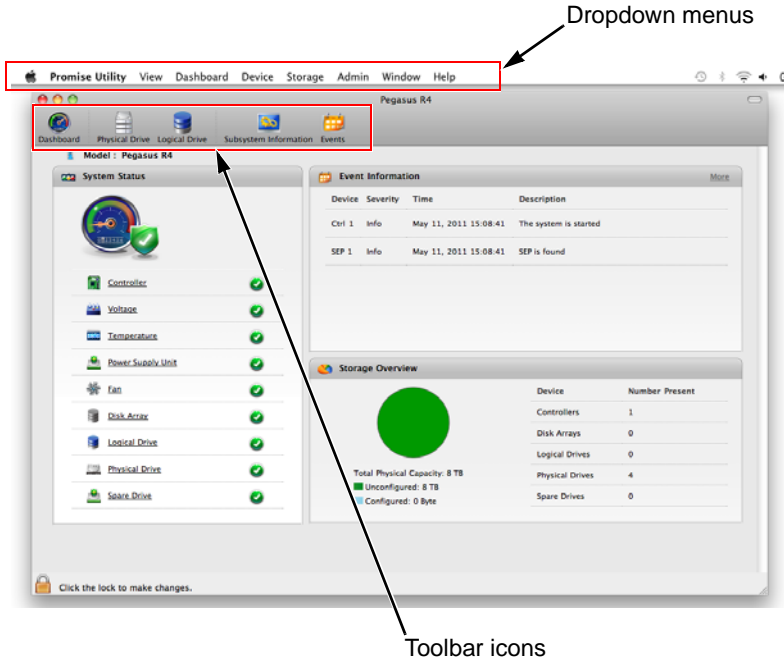 Dropdown menus
Promise Utility View Dashboard Device Storage Admin Window Help
Pegasus R4
Dashboard Physical Drive Logical Drive Subsystem Information Events
Model : Pegasus R4
System Status
Controller
Voltage
Temperature
Power Supply Unit
Fan
Disk Array
Logical Drive
Physical Drive
Spare Drive
Event Information More
Device Severity Time Description
Ctrl 1 Info May 11, 2011 15:08:41 The system is started
SEP 1 Info May 11, 2011 15:08:41 SEP is found
Storage Overview
Total Physical Capacity: 8 TB
Unconfigured: 8 TB
Configured: 0 Byte
Device Number Present
Controllers 1
Disk Arrays 0
Logical Drives 0
Physical Drives 4
Spare Drives 0
Click the lock to make changes.
Toolbar icons